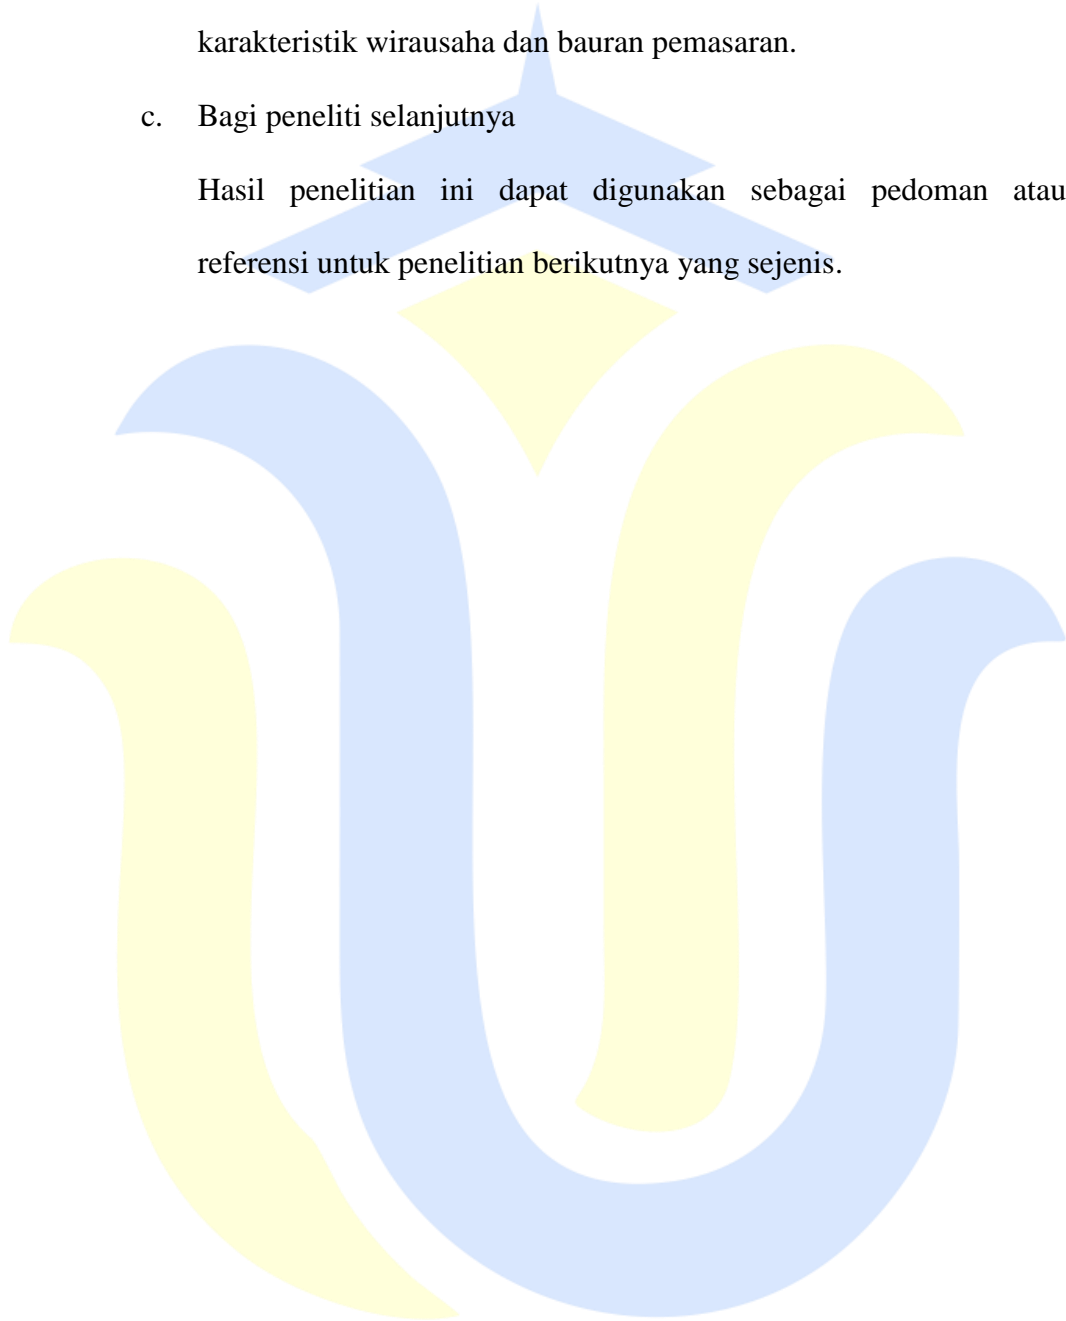 karakteristik wirausaha dan bauran pemasaran.
c. Bagi peneliti selanjutnya
Hasil penelitian ini dapat digunakan sebagai pedoman atau
referensi untuk penelitian berikutnya yang sejenis.